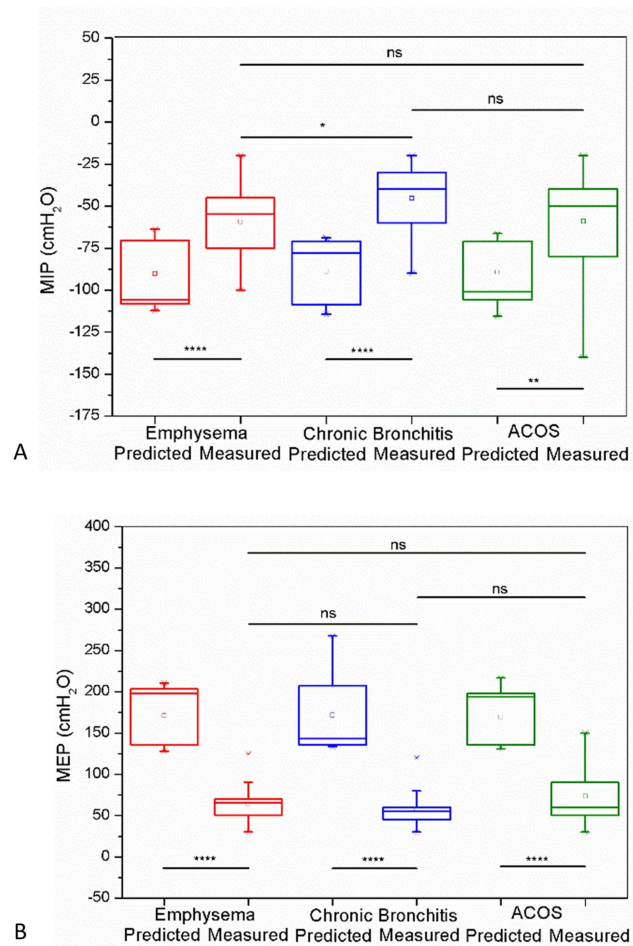 50
25
0
-25
-50
-75
-100
-125
-150
-175
MIP (cmH2O)
ns
ns
*
****
****
**
Emphysema Chronic Bronchitis ACOS
Predicted Measured Predicted Measured Predicted Measured
A
400
350
300
250
200
150
100
50
0
-50
MEP (cmH2O)
ns
ns
ns
****
****
****
Emphysema Chronic Bronchitis ACOS
Predicted Measured Predicted Measured Predicted Measured
B